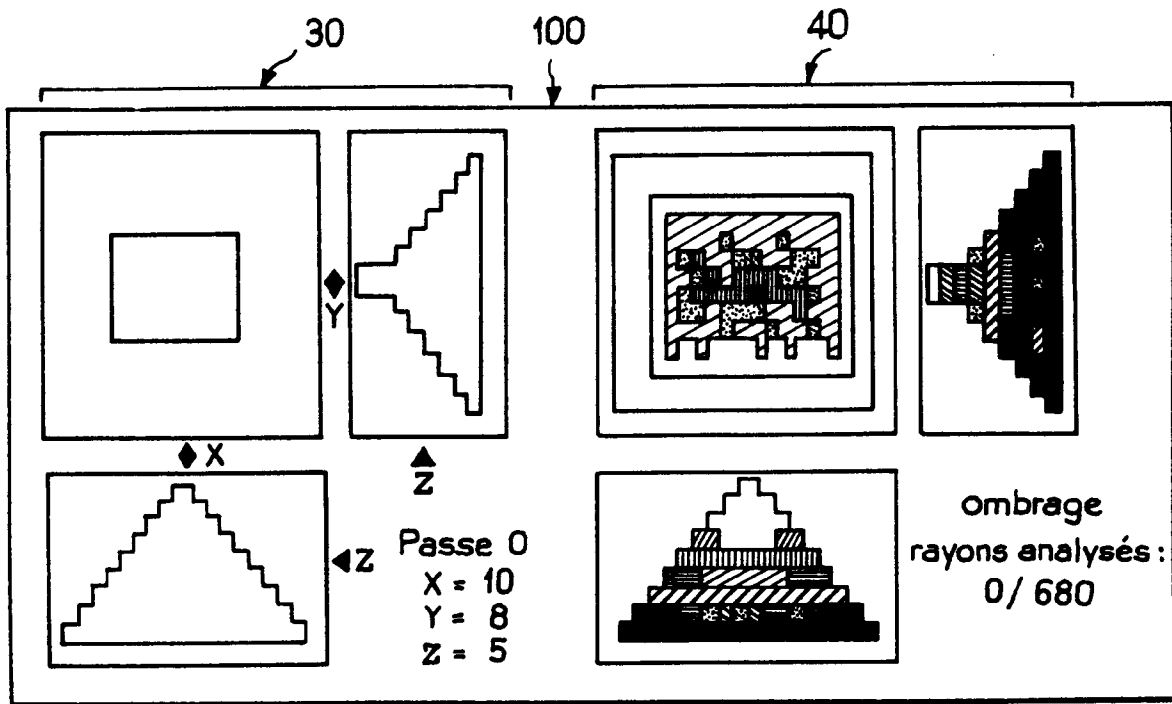 30
100
40
Y
X
Z
Z
Passe 0
X = 10
Y = 8
Z = 5
ombrage
rayons analysés :
0/ 680